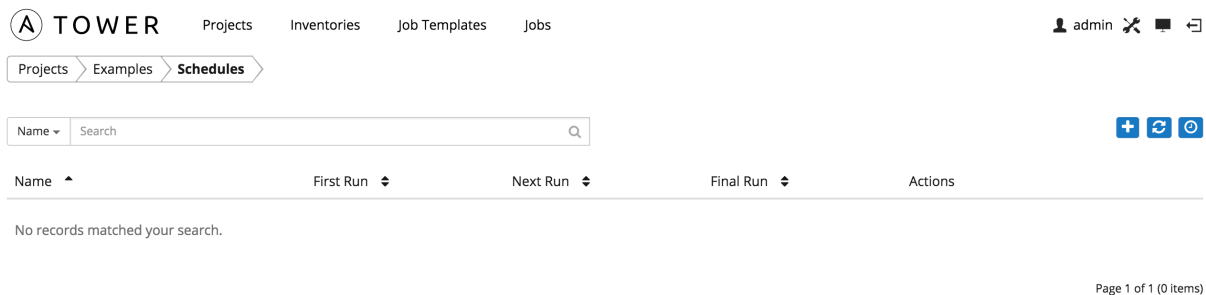 TOWER Projects Inventories Job Templates Jobs admin
Projects Examples Schedules
Name Search
Name First Run Next Run Final Run Actions
No records matched your search.
Page 1 of 1 (0 items)